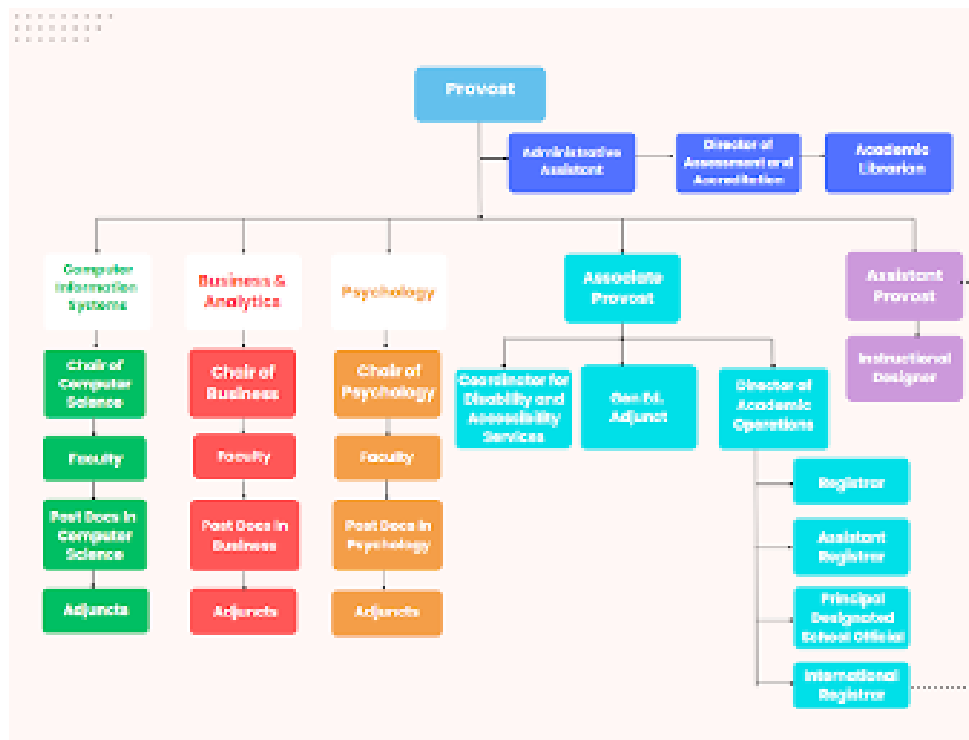 Provost
Administrative
Assistant
Director of
Assessment and
Accreditation
Academic
Librarian
Computer
Information
Systems
Business &
Analytics
Psychology
Associate
Provost
Assistant
Provost
Chair of
Computer
Science
Chair of
Business
Chair of
Psychology
Coordinator for
Disability and
Accessibility
Services
Gen Ed.
Adjunct
Director of
Academic
Operations
Instructional
Designer
Faculty
Faculty
Faculty
Registrar
Post Docs in
Computer
Science
Post Docs in
Business
Post Docs in
Psychology
Assistant
Registrar
Adjuncts
Adjuncts
Adjuncts
Principal
Designated
School Official
International
Registrar